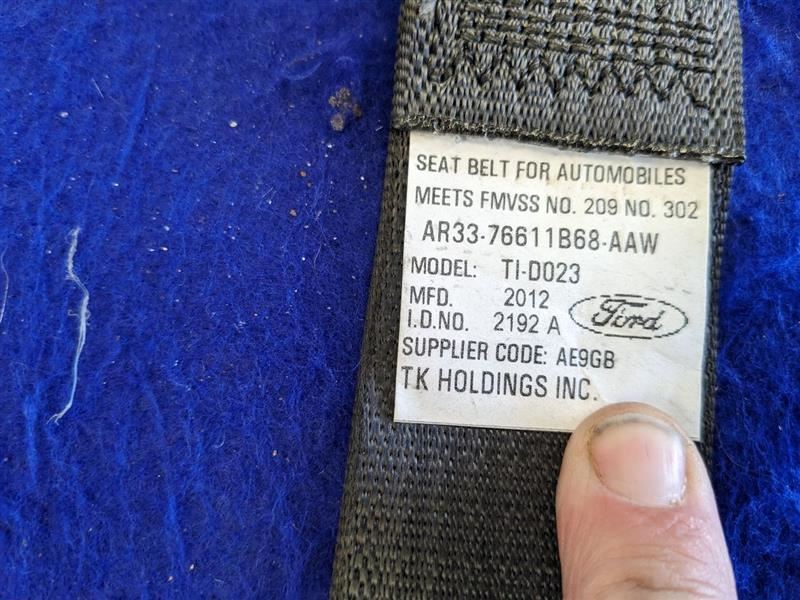 SEAT BELT FOR AUTOMOBILES
MEETS FMVSS NO. 209 NO. 302
AR33-76611B68-AAW
MODEL: TI-D023
MFD. 2012
I.D.NO. 2192 A
Ford
SUPPLIER CODE: AE9GB
TK HOLDINGS INC.